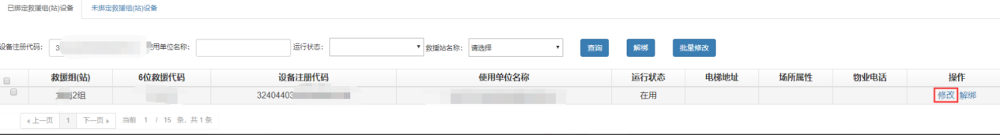 已绑定救援组(站)设备 未绑定救援组(站)设备
设备注册代码: 3 使用单位名称: 运行状态: 救援站名称: 请选择 查询 解绑 批量修改
救援组(站) 6位救援代码 设备注册代码 使用单位名称 运行状态 电梯地址 场所属性 物业电话 操作
2组 32404403 在用 修改 解绑
«上一页 1 下一页» 当前 1 / 15 条, 共1条